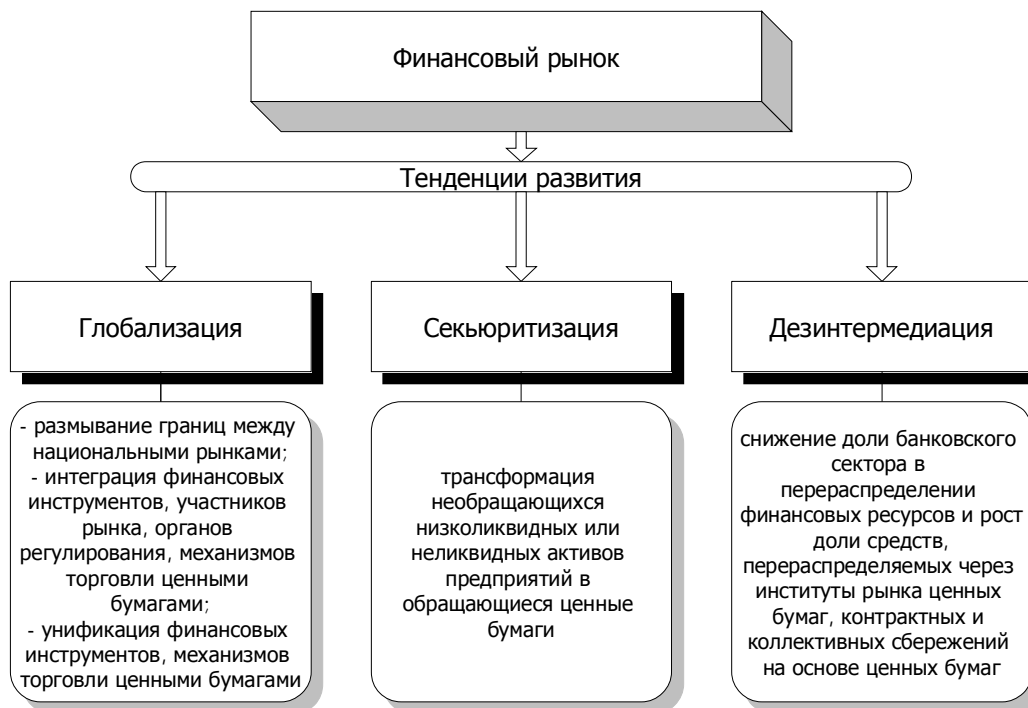 Финансовый рынок
Тенденции развития
Глобализация
Секьюритизация
Дезинтермедиация
- размывание границ между
национальными рынками;
- интеграция финансовых
инструментов, участников
рынка, органов
регулирования, механизмов
торговли ценными
бумагами;
- унификация финансовых
инструментов, механизмов
торговли ценными бумагами
трансформация
необращающихся
низколиквидных или
неликвидных активов
предприятий в
обращающиеся ценные
бумаги
снижение доли банковского
сектора в
перераспределении
финансовых ресурсов и рост
доли средств,
перераспределяемых через
институты рынка ценных
бумаг, контрактных и
коллективных сбережений
на основе ценных бумаг